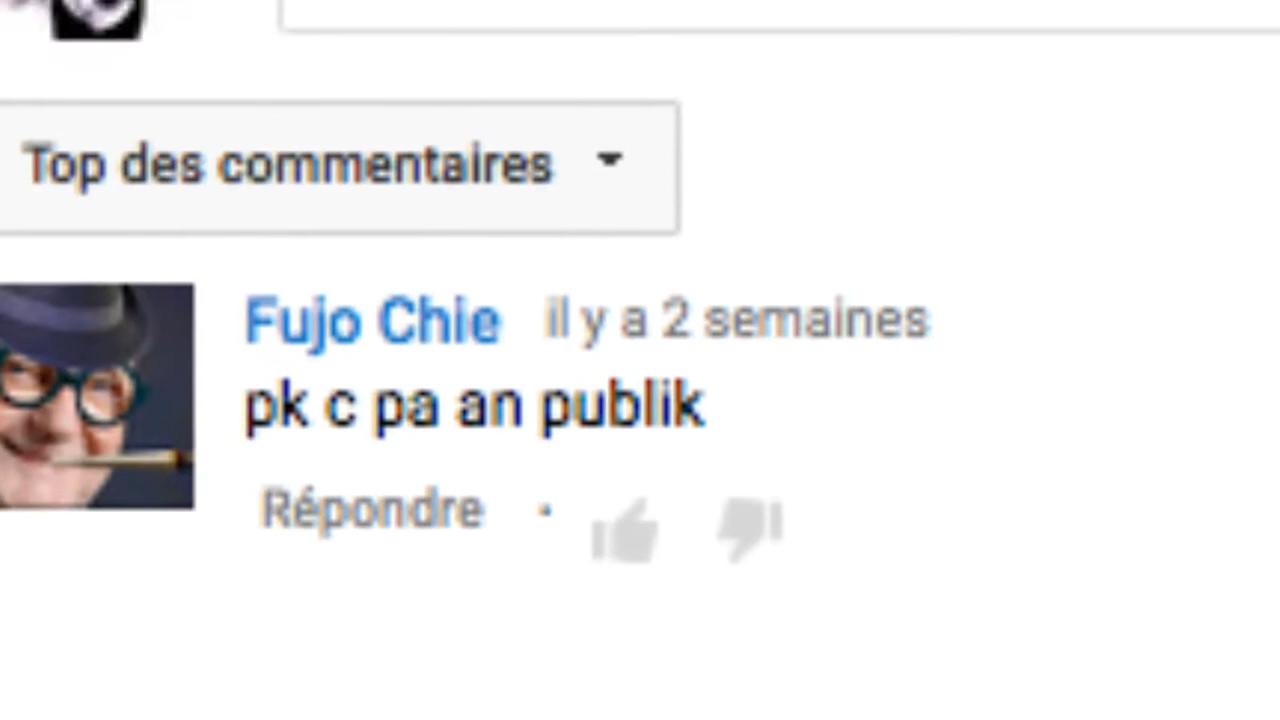 Top des commentaires
Fujo Chie il y a 2 semaines
pk c pa an publik
Répondre ·